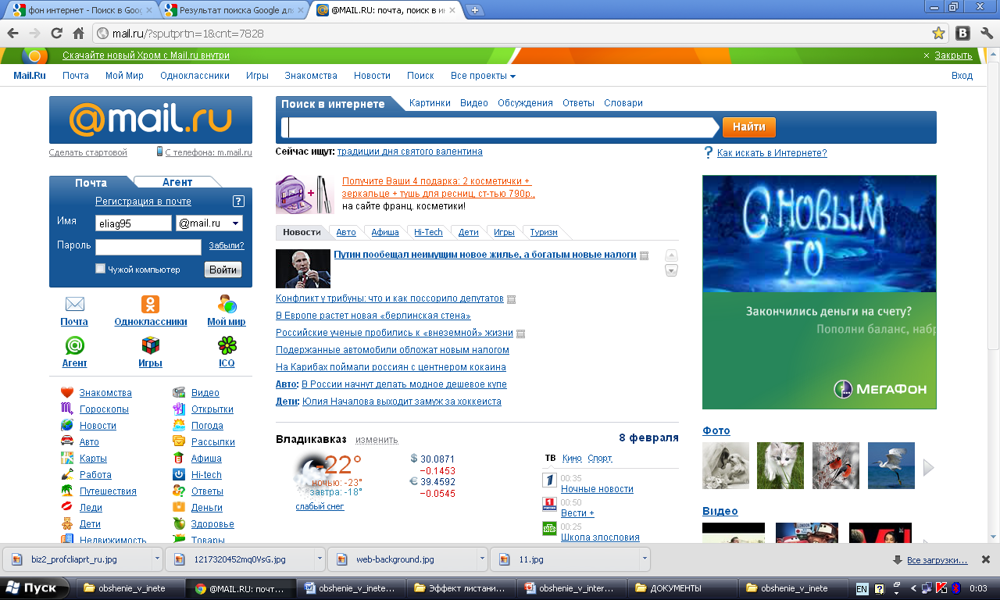 фон интернет - Поиск в Goog
Результат поиска Google для
@MAIL.RU: почта, поиск в ин
mail.ru/?sputprtn=1&cnt=7828
Скачайте новый Хром с Mail.ru внутри
× Закрыть
Mail.Ru Почта Мой Мир Одноклассники Игры Знакомства Новости Поиск Все проекты
Вход
@mail.ru
Сделать стартовой
С телефона: m.mail.ru
Поиск в интернете Картинки Видео Обсуждения Ответы Словари
Найти
Сейчас ищут: традиции дня святого валентина
? Как искать в Интернете?
Почта Агент
Регистрация в почте ?
Имя eliag95 @mail.ru
Пароль Забыли?
Чужой компьютер Войти
Почта Одноклассники Мой мир
Агент Игры ICQ
Знакомства Видео
Гороскопы Открытки
Новости Погода
Авто Рассылки
Карты Афиша
Работа Hi-tech
Путешествия Ответы
Леди Деньги
Дети Здоровье
Недвижимость Товары
Получите Ваши 4 подарка: 2 косметички +
зеркальце + тушь для ресниц, ст-тью 790р.,
на сайте франц. косметики!
Новости Авто Афиша Hi-Tech Дети Игры Туризм
Путин пообещал неимущим новое жилье, а богатым новые налоги
Конфликт у трибуны: что и как поссорило депутатов
В Европе растет новая «берлинская стена»
Российские ученые пробились к «внеземной» жизни
Подержанные автомобили обложат новым налогом
На Карибах поймали россиян с центнером кокаина
Авто: В России начнут делать модное дешевое купе
Дети: Юлия Началова выходит замуж за хоккеиста
Владикавказ изменить
8 февраля
-22°
ночью: -23°
завтра: -18°
слабый снег
$ 30.0871
−0.1453
€ 39.4592
−0.0545
ТВ Кино Спорт
00:35
Ночные новости
00:50
Вести +
00:25
Школа злословия
С НОВЫМ
ГО
Закончились деньги на счету?
Пополни баланс, набр
МЕГАФОН
Фото
Видео
biz2_profcliaprt_ru.jpg
1217320452mq0VsG.jpg
web-background.jpg
11.jpg
Все загрузки...
Пуск
obshenie_v_inete
@MAIL.RU: почт...
obshenie_v_inete...
Эффект листани...
obshenie_v_inter...
ДОКУМЕНТЫ
obshenie_v_inete
EN
0:03